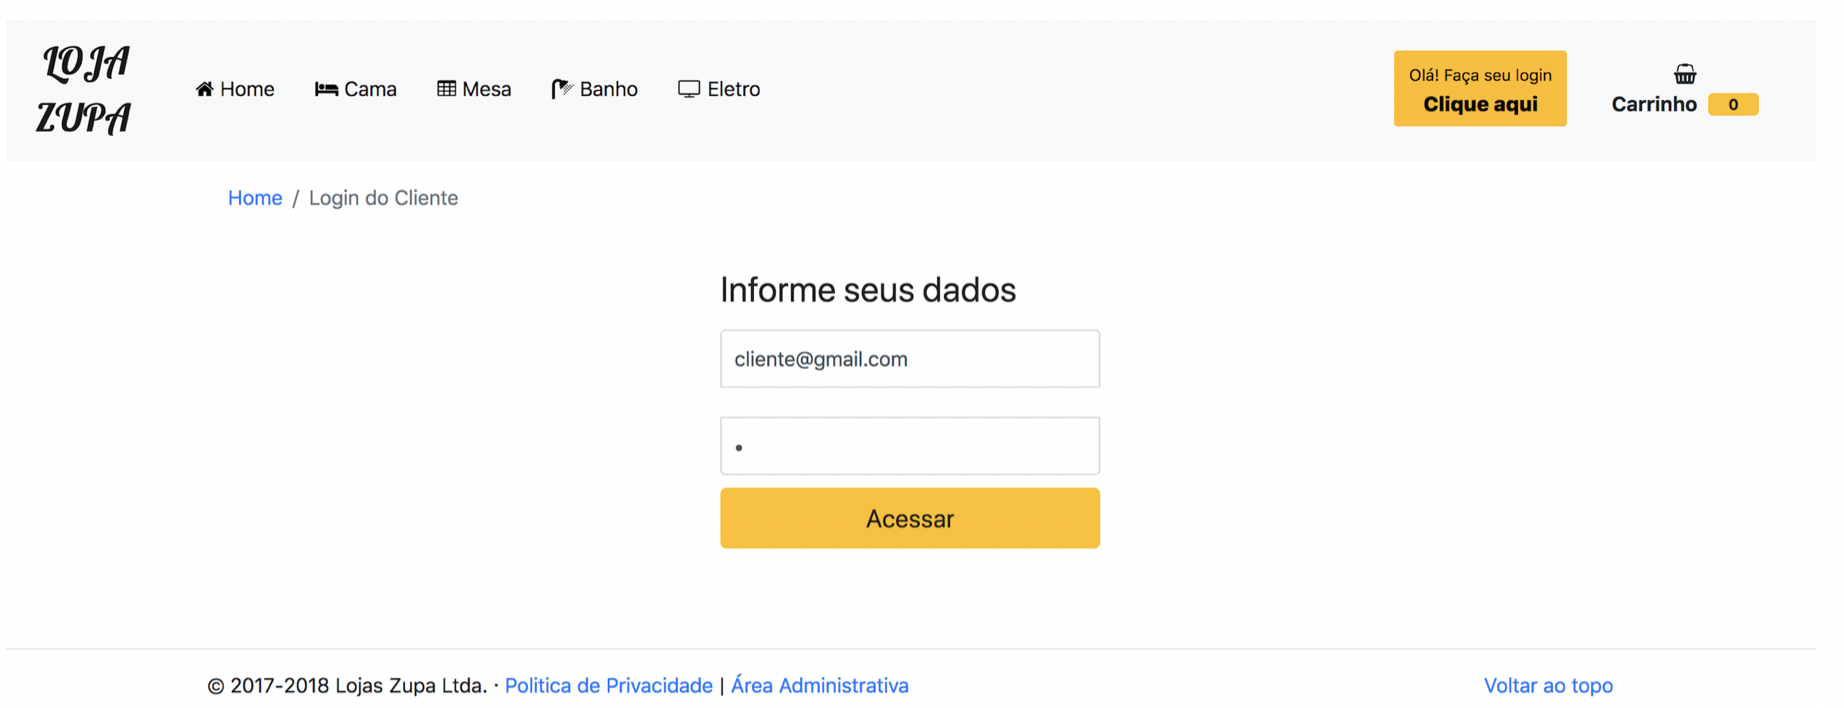 LOJA
ZUPA
Home Cama Mesa Banho Eletro
Olá! Faça seu login
Clique aqui
Carrinho 0
Home / Login do Cliente
Informe seus dados
cliente@gmail.com
•
Acessar
© 2017-2018 Lojas Zupa Ltda. · Politica de Privacidade | Área Administrativa
Voltar ao topo